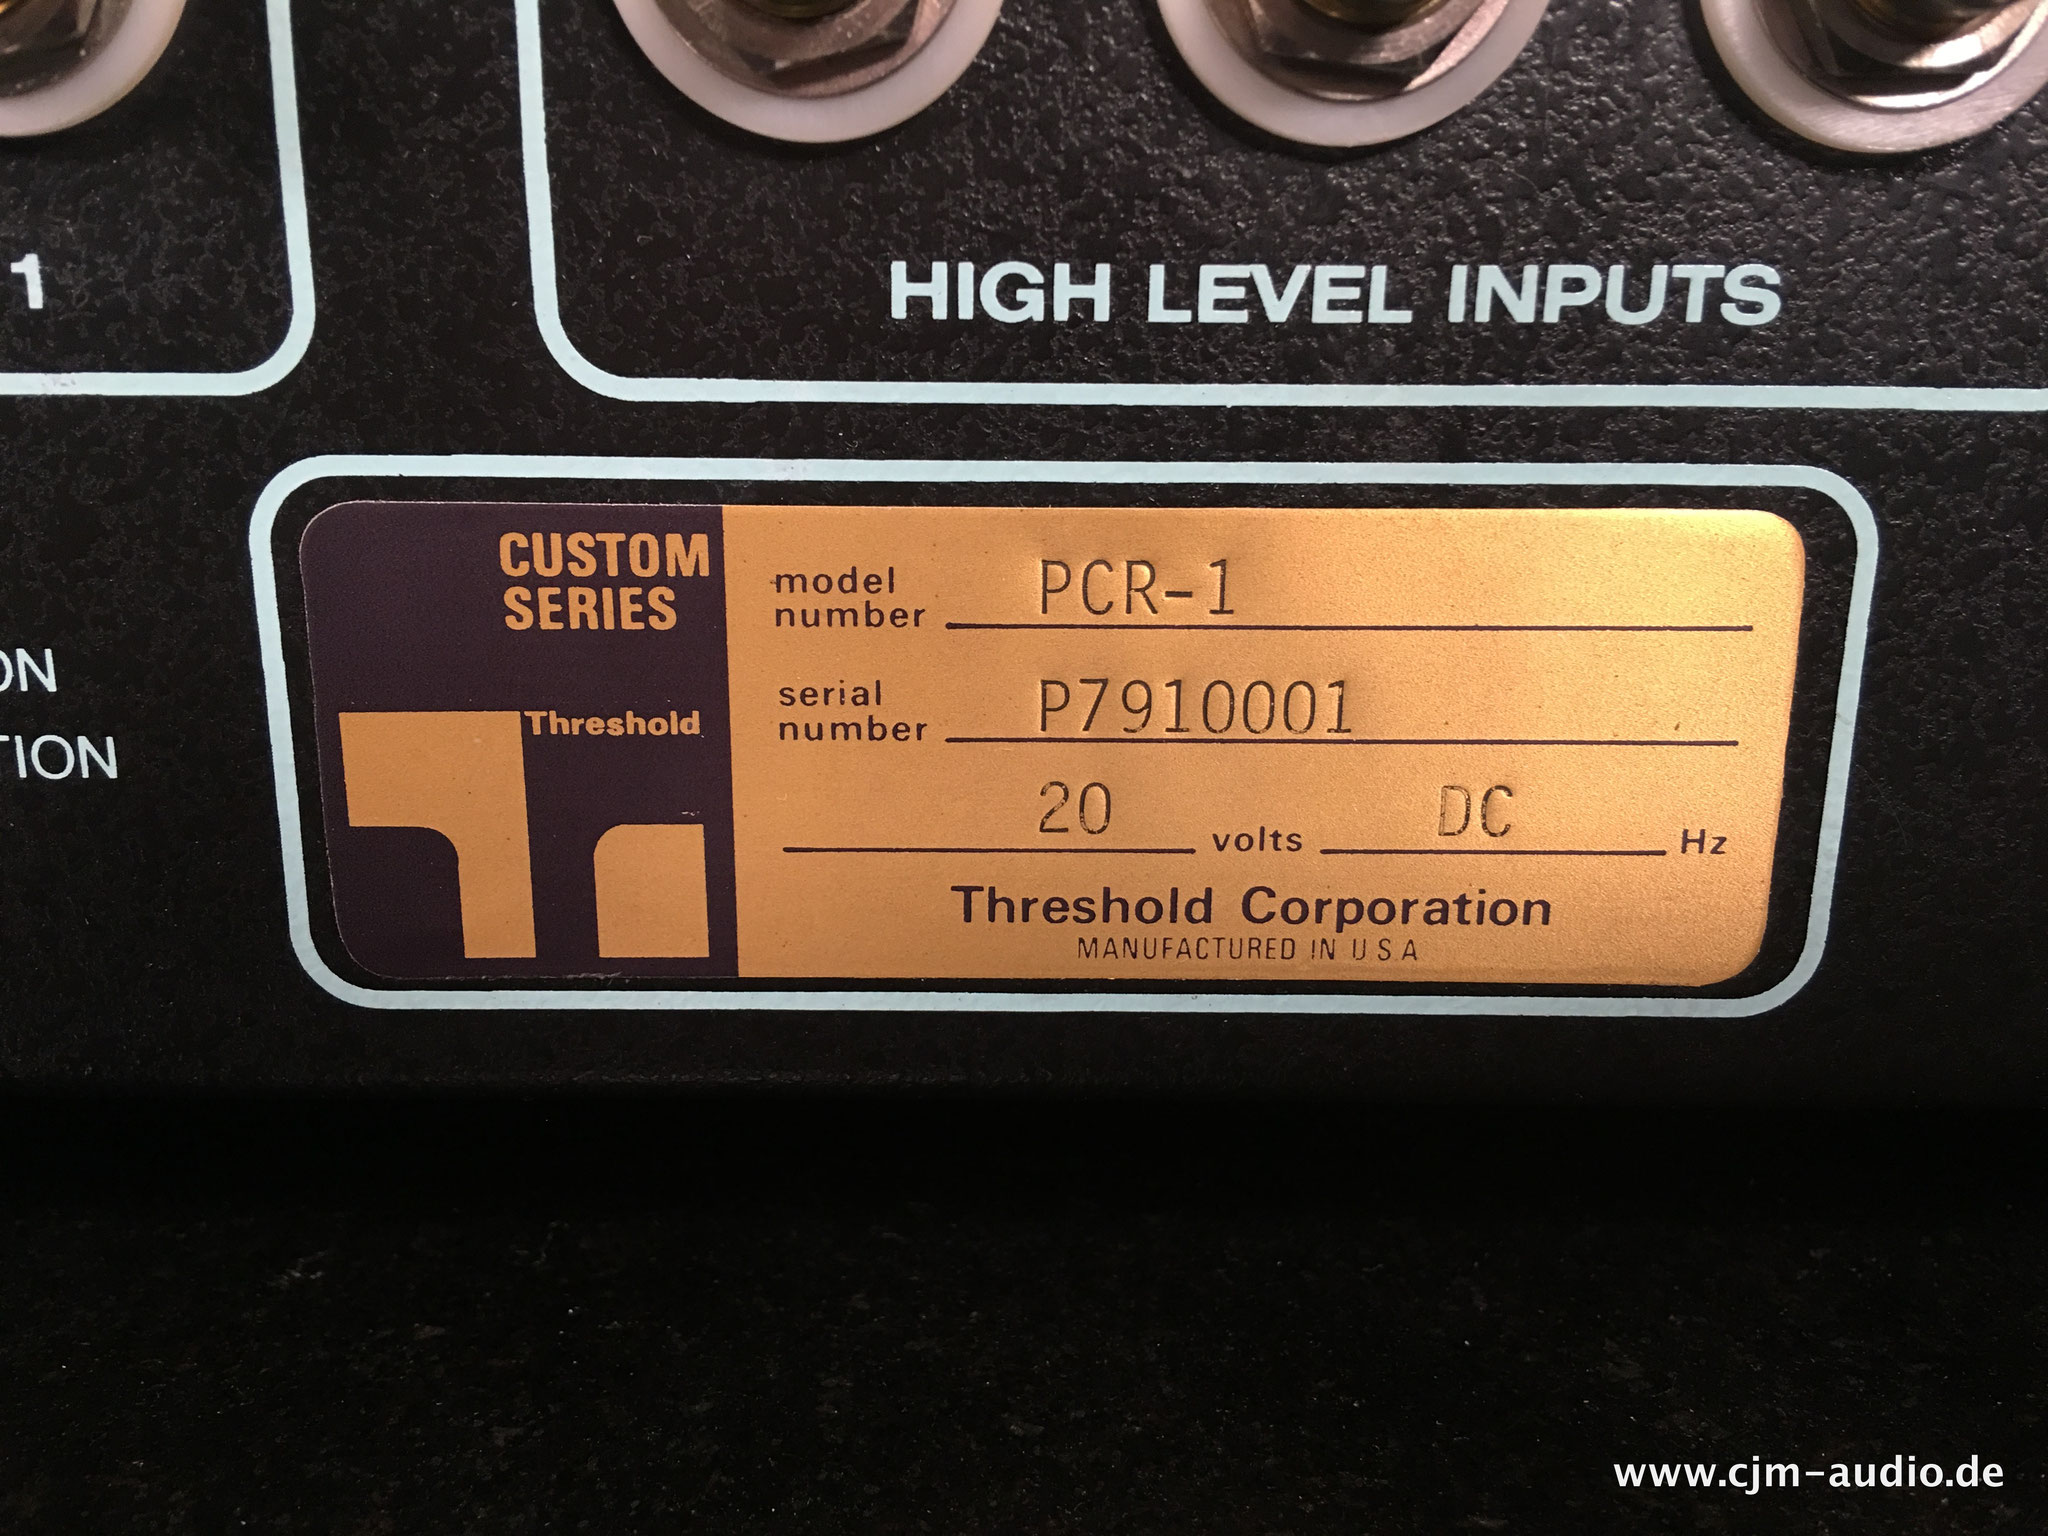 1
HIGH LEVEL INPUTS
ON
TION
CUSTOM
SERIES
Threshold
model
number PCR-1
serial
number P7910001
20 volts DC Hz
Threshold Corporation
MANUFACTURED IN U S A
www.cjm-audio.de